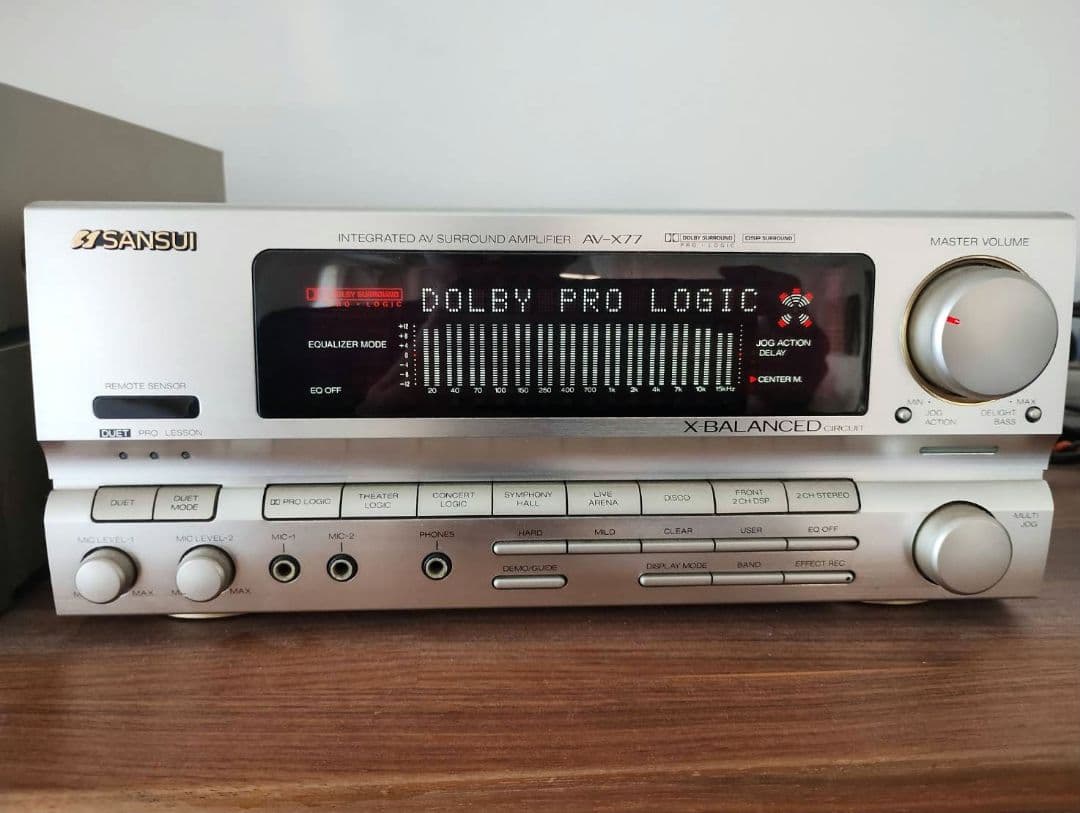 SANSUI
INTEGRATED AV SURROUND AMPLIFIER AV-X77
DOLBY SURROUND
PRO·LOGIC
DSP SURROUND
MASTER VOLUME
DOLBY SURROUND
PRO·LOGIC
DOLBY PRO LOGIC
EQUALIZER MODE
JOG ACTION
DELAY
EQ OFF
CENTER M.
20 40 70 100 150 250 400 700 1k 2k 4k 7k 10k 15kHz
REMOTE SENSOR
X-BALANCED CIRCUIT
MIN
MAX
JOG
ACTION
DELIGHT
BASS
DUET PRO LESSON
DUET
DUET
MODE
PRO LOGIC
THEATER
LOGIC
CONCERT
LOGIC
SYMPHONY
HALL
LIVE
ARENA
DISCO
FRONT
2CH DSP
2CH STEREO
MULTI
JOG
MIC LEVEL-1
MIC LEVEL-2
MIC-1
MIC-2
PHONES
HARD
MILD
CLEAR
USER
EQ OFF
DEMO/GUIDE
DISPLAY MODE
BAND
EFFECT REC
MAX
MAX